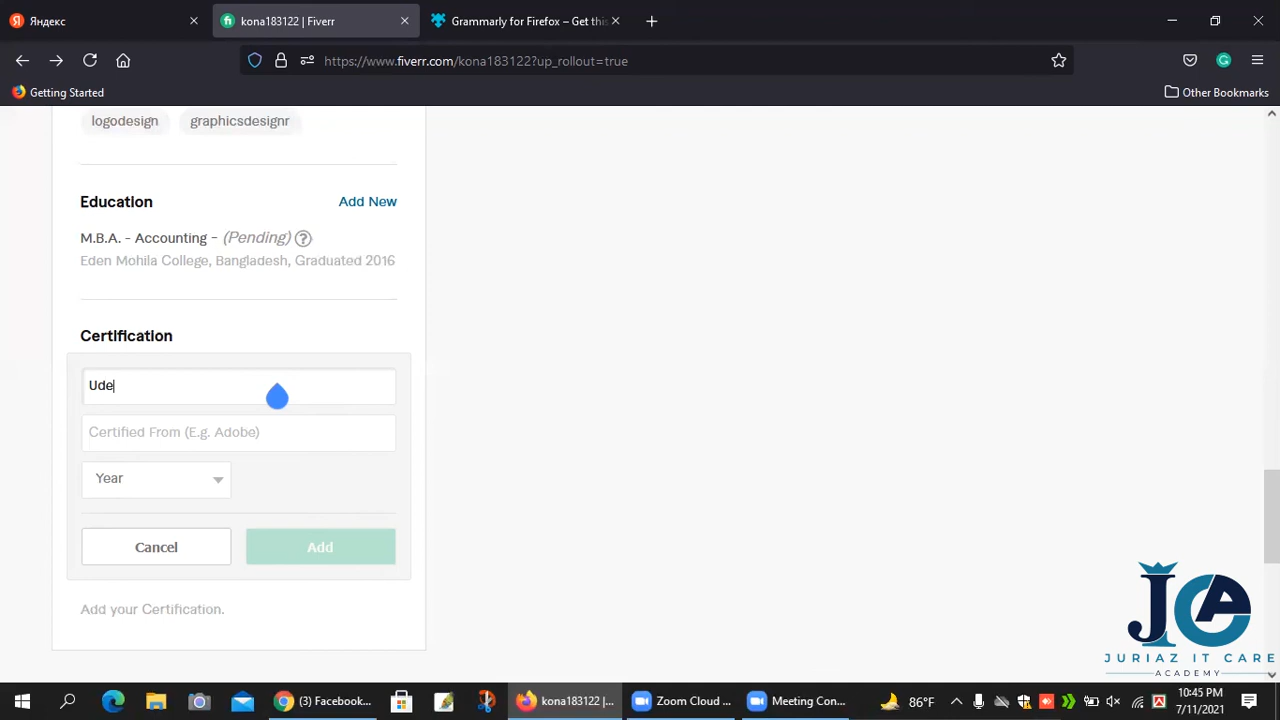 Яндекс
kona183122 | Fiverr
Grammarly for Firefox – Get this
https://www.fiverr.com/kona183122?up_rollout=true
Getting Started
Other Bookmarks
logodesign graphicsdesignr
Education Add New
M.B.A. - Accounting - (Pending) ?
Eden Mohila College, Bangladesh, Graduated 2016
Certification
Ude
Certified From (E.g. Adobe)
Year
Cancel Add
Add your Certification.
JCA
JURIAZ IT CARE
ACADEMY
(3) Facebook...
kona183122 |...
Zoom Cloud ...
Meeting Con...
86°F
10:45 PM
7/11/2021